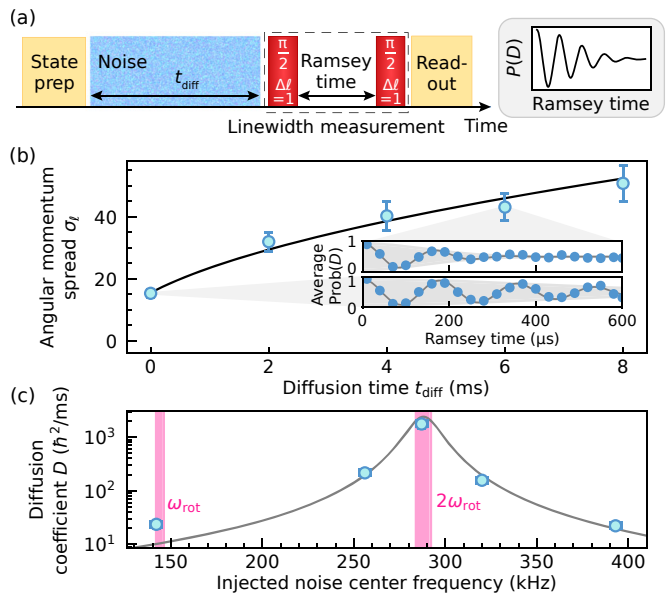 (a)
State
prep
Noise
t_diff
π
2
Δℓ
=1
Ramsey
time
π
2
Δℓ
=1
Read-
out
Linewidth measurement
Time
P(D)
Ramsey time
(b)
Angular momentum
spread σ_ℓ
40
20
0
0
2
4
6
8
Diffusion time t_diff (ms)
Average
Prob(D)
1
0
1
0
0
200
400
600
Ramsey time (μs)
(c)
Diffusion
coefficient D (ℏ²/ms)
10³
10²
10¹
ω_rot
2ω_rot
150
200
250
300
350
400
Injected noise center frequency (kHz)